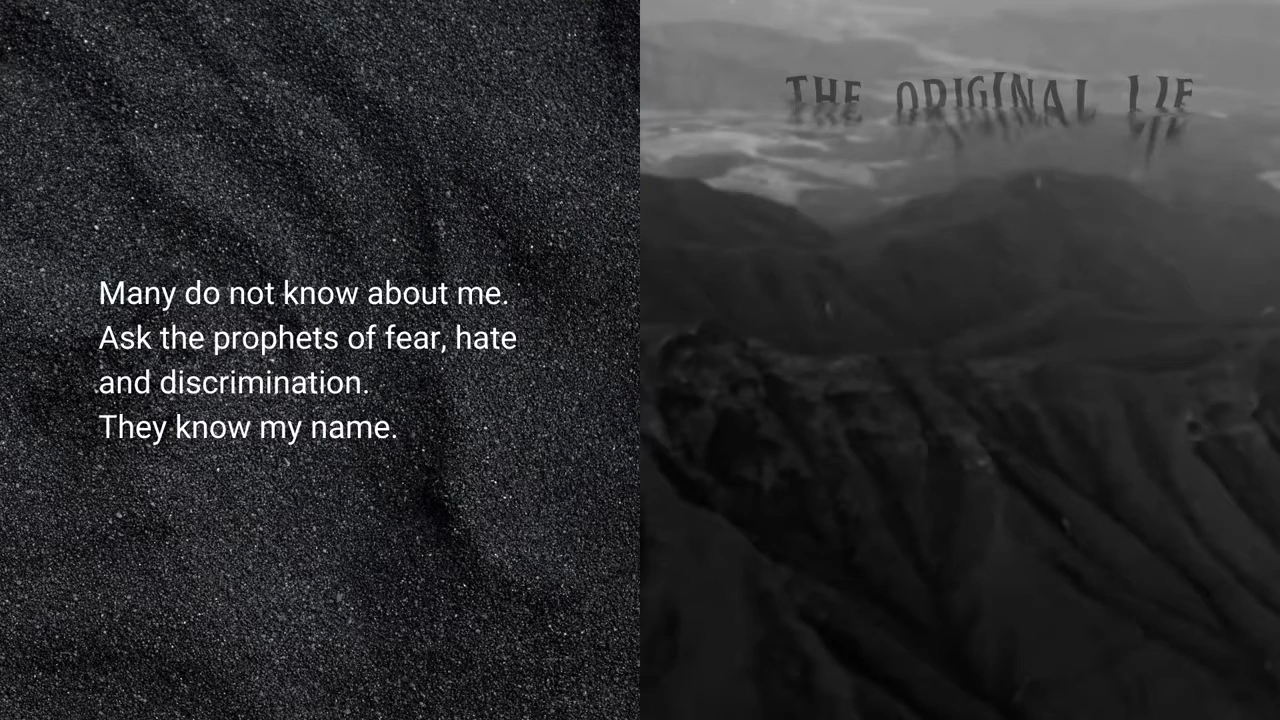 Many do not know about me.
Ask the prophets of fear, hate
and discrimination.
They know my name.
THE ORIGINAL LIE